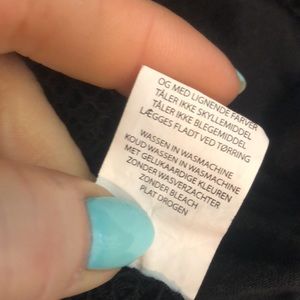 OG MED LIGNENDE FARVER
TÅLER IKKE SKYLLEMIDDEL
TÅLER IKKE BLEGEMIDDEL
LÆGGES FLADT VED TØRRING
WASSEN IN WASMACHINE
KOUD WASSEN IN WASMACHINE
MET GELIJKAARDIGE KLEUREN
ZONDER WASVERZACHTER
ZONDER BLEACH
PLAT DROGEN